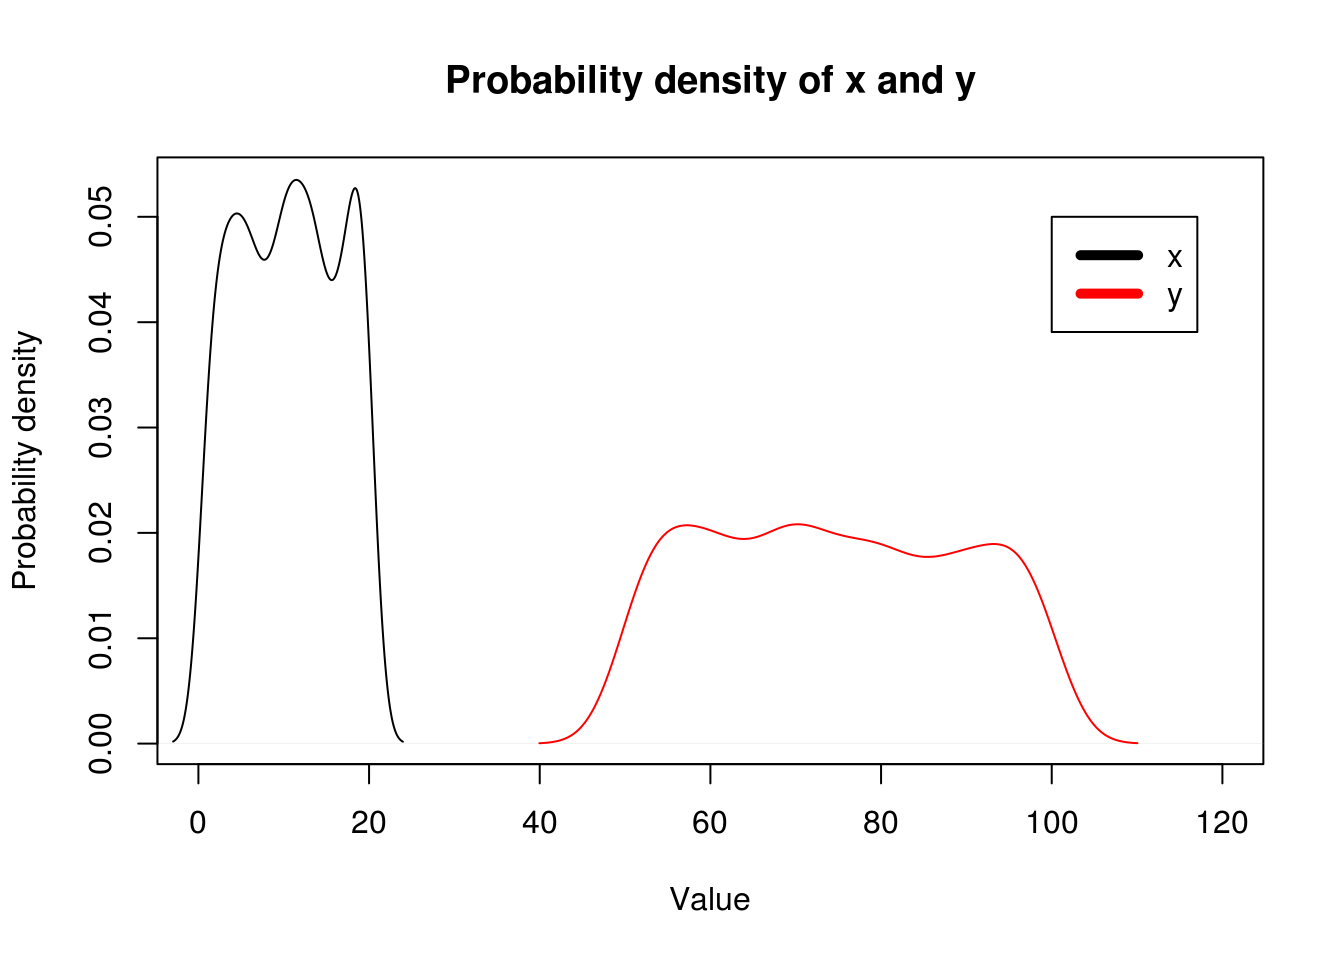 Probability density of x and y
Probability density
0.05
0.04
0.03
0.02
0.01
0.00
x
y
0 20 40 60 80 100 120
Value